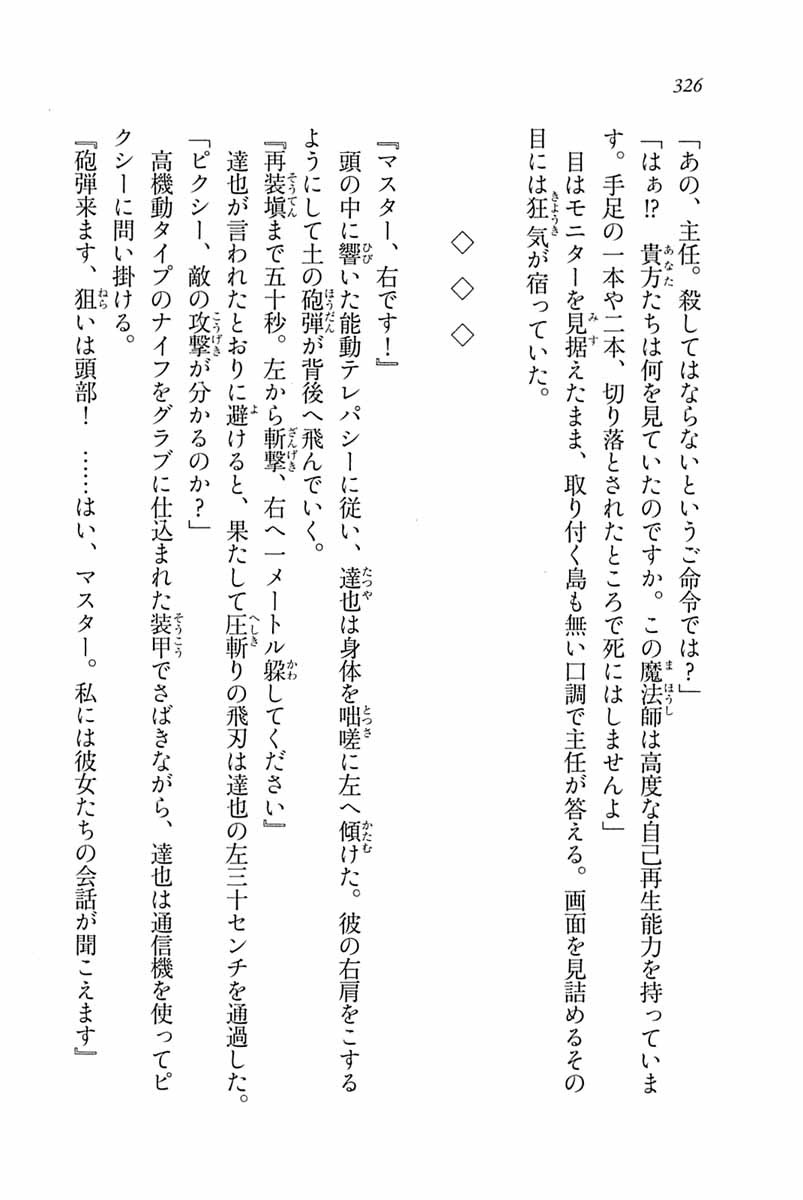 326
「あの、主任。殺してはならないというご命令では？」
「はぁ!?　貴方たちは何を見ていたのですか。この魔法師は高度な自己再生能力を持っていま
す。手足の一本や二本、切り落とされたところで死にはしませんよ」
　目はモニターを見据えたまま、取り付く島も無い口調で主任が答える。画面を見詰めるその
目には狂気が宿っていた。
◇　◇　◇
『マスター、右です！』
　頭の中に響いた能動テレパシーに従い、達也は身体を咄嗟に左へ傾けた。彼の右肩をこする
ようにして土の砲弾が背後へ飛んでいく。
『再装塡まで五十秒。左から斬撃、右へ一メートル躱してください』
　達也が言われたとおりに避けると、果たして圧斬りの飛刃は達也の左三十センチを通過した。
「ピクシー、敵の攻撃が分かるのか？」
　高機動タイプのナイフをグラブに仕込まれた装甲でさばきながら、達也は通信機を使ってピ
クシーに問い掛ける。
『砲弾来ます、狙いは頭部！　……はい、マスター。私には彼女たちの会話が聞こえます』